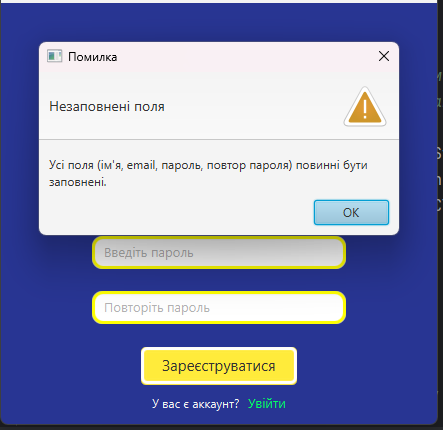 Помилка
Незаповнені поля
Усі поля (ім'я, email, пароль, повтор пароля) повинні бути
заповнені.
ОК
Введіть пароль
Повторіть пароль
Зареєструватися
У вас є аккаунт? Увійти